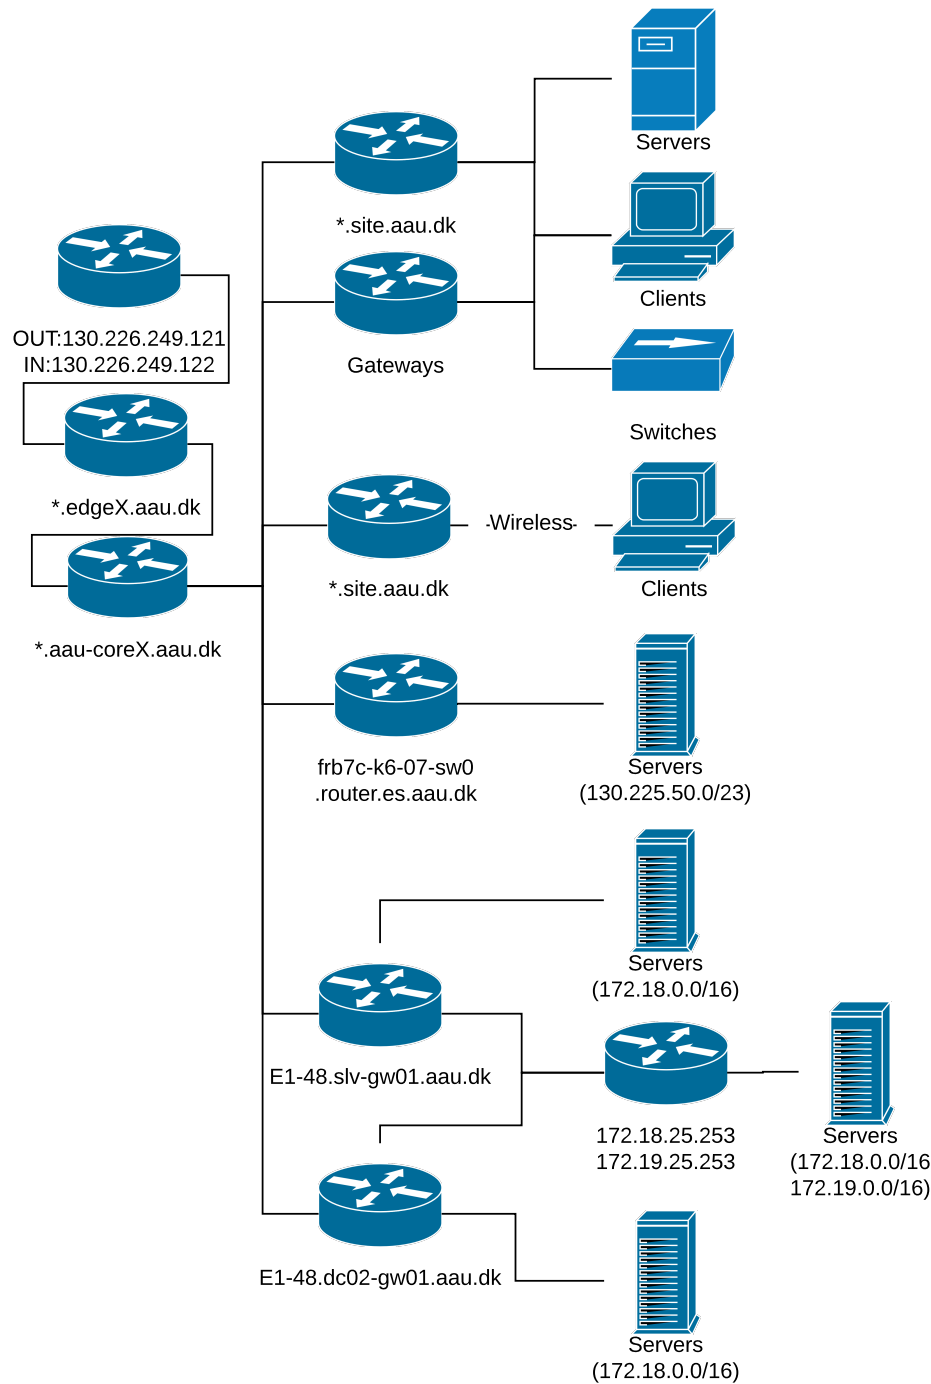 Servers
*.site.aau.dk
Clients
OUT:130.226.249.121
IN:130.226.249.122
Gateways
Switches
*.edgeX.aau.dk
-Wireless-
*.site.aau.dk
Clients
*.aau-coreX.aau.dk
frb7c-k6-07-sw0
.router.es.aau.dk
Servers
(130.225.50.0/23)
Servers
(172.18.0.0/16)
E1-48.slv-gw01.aau.dk
172.18.25.253
172.19.25.253
Servers
(172.18.0.0/16
172.19.0.0/16)
E1-48.dc02-gw01.aau.dk
Servers
(172.18.0.0/16)